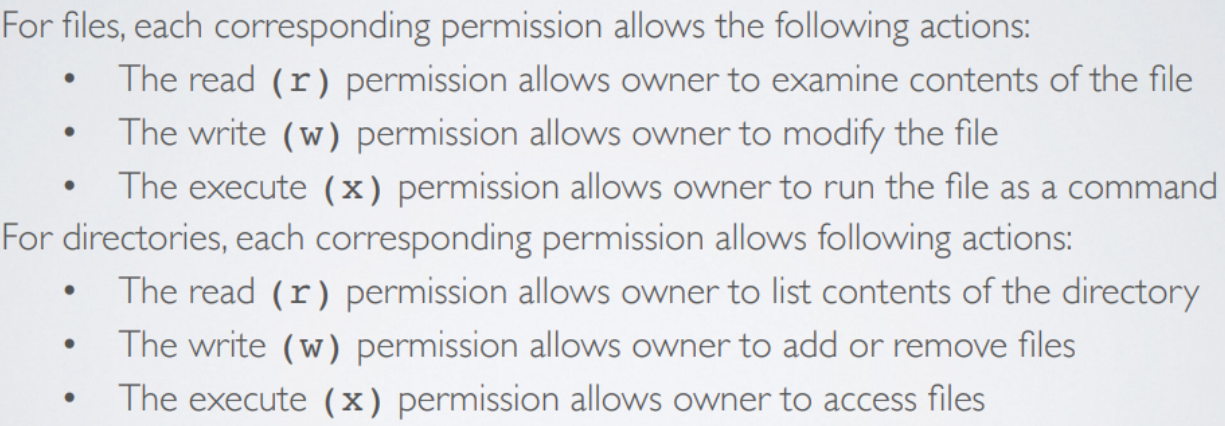 For files, each corresponding permission allows the following actions:
• The read (r) permission allows owner to examine contents of the file
• The write (w) permission allows owner to modify the file
• The execute (x) permission allows owner to run the file as a command
For directories, each corresponding permission allows following actions:
• The read (r) permission allows owner to list contents of the directory
• The write (w) permission allows owner to add or remove files
• The execute (x) permission allows owner to access files